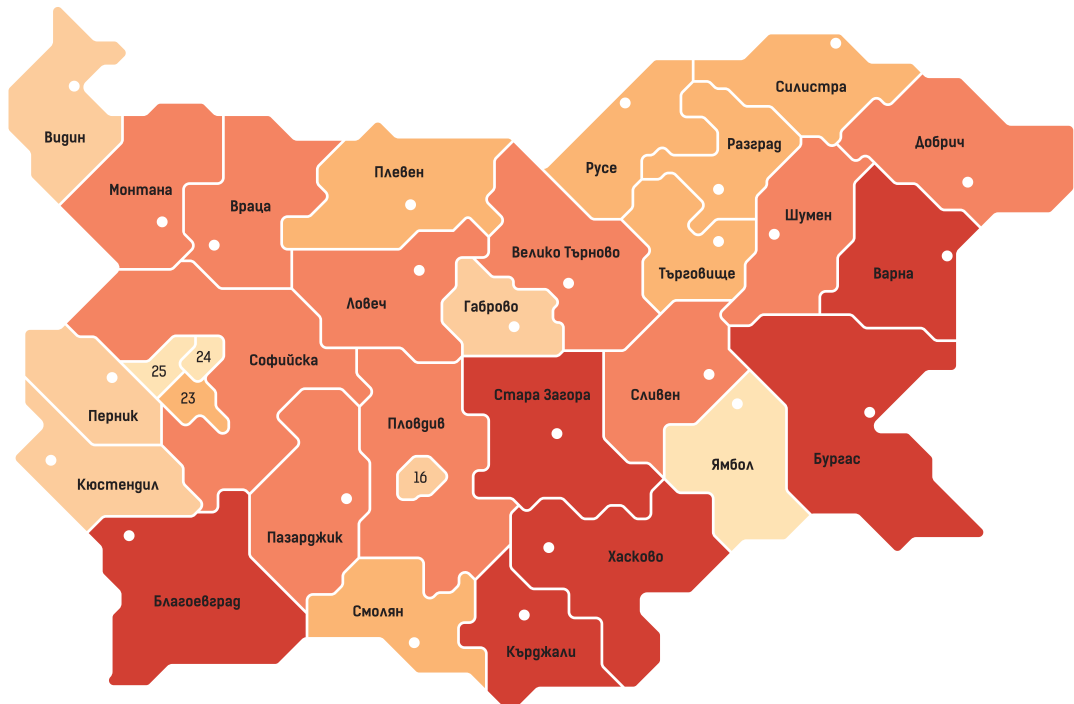 Силистра
Видин
Добрич
Разград
Плевен
Русе
Монтана
Враца
Шумен
Велико Търново
Търговище
Варна
Ловеч
Габрово
24
25
Софийска
23
Стара Загора
Сливен
Перник
Пловдив
Бургас
Ямбол
16
Кюстендил
Пазарджик
Хасково
Благоевград
Смолян
Кърджали